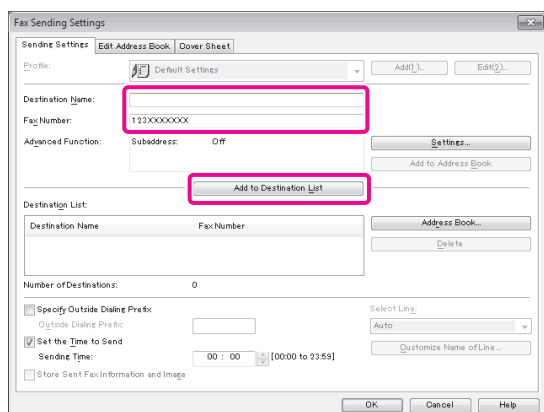 Fax Sending Settings
Sending Settings Edit Address Book Cover Sheet
Profile: Default Settings Add(1)... Edit(2)...
Destination Name:
Fax Number: 123XXXXXXX
Advanced Function: Subaddress: Off Settings...
Add to Address Book
Add to Destination List
Destination List:
Destination Name Fax Number Address Book...
Delete
Number of Destinations: 0
Specify Outside Dialing Prefix Select Line:
Outside Dialing Prefix: Auto
Set the Time to Send Customize Name of Line...
Sending Time: 00 : 00 [00:00 to 23:59]
Store Sent Fax Information and Image
OK Cancel Help